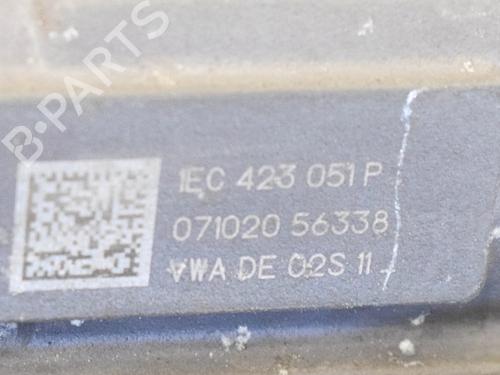 B-PARTS
1EC 423 051 P
071020 56338
VWA DE 02S 11